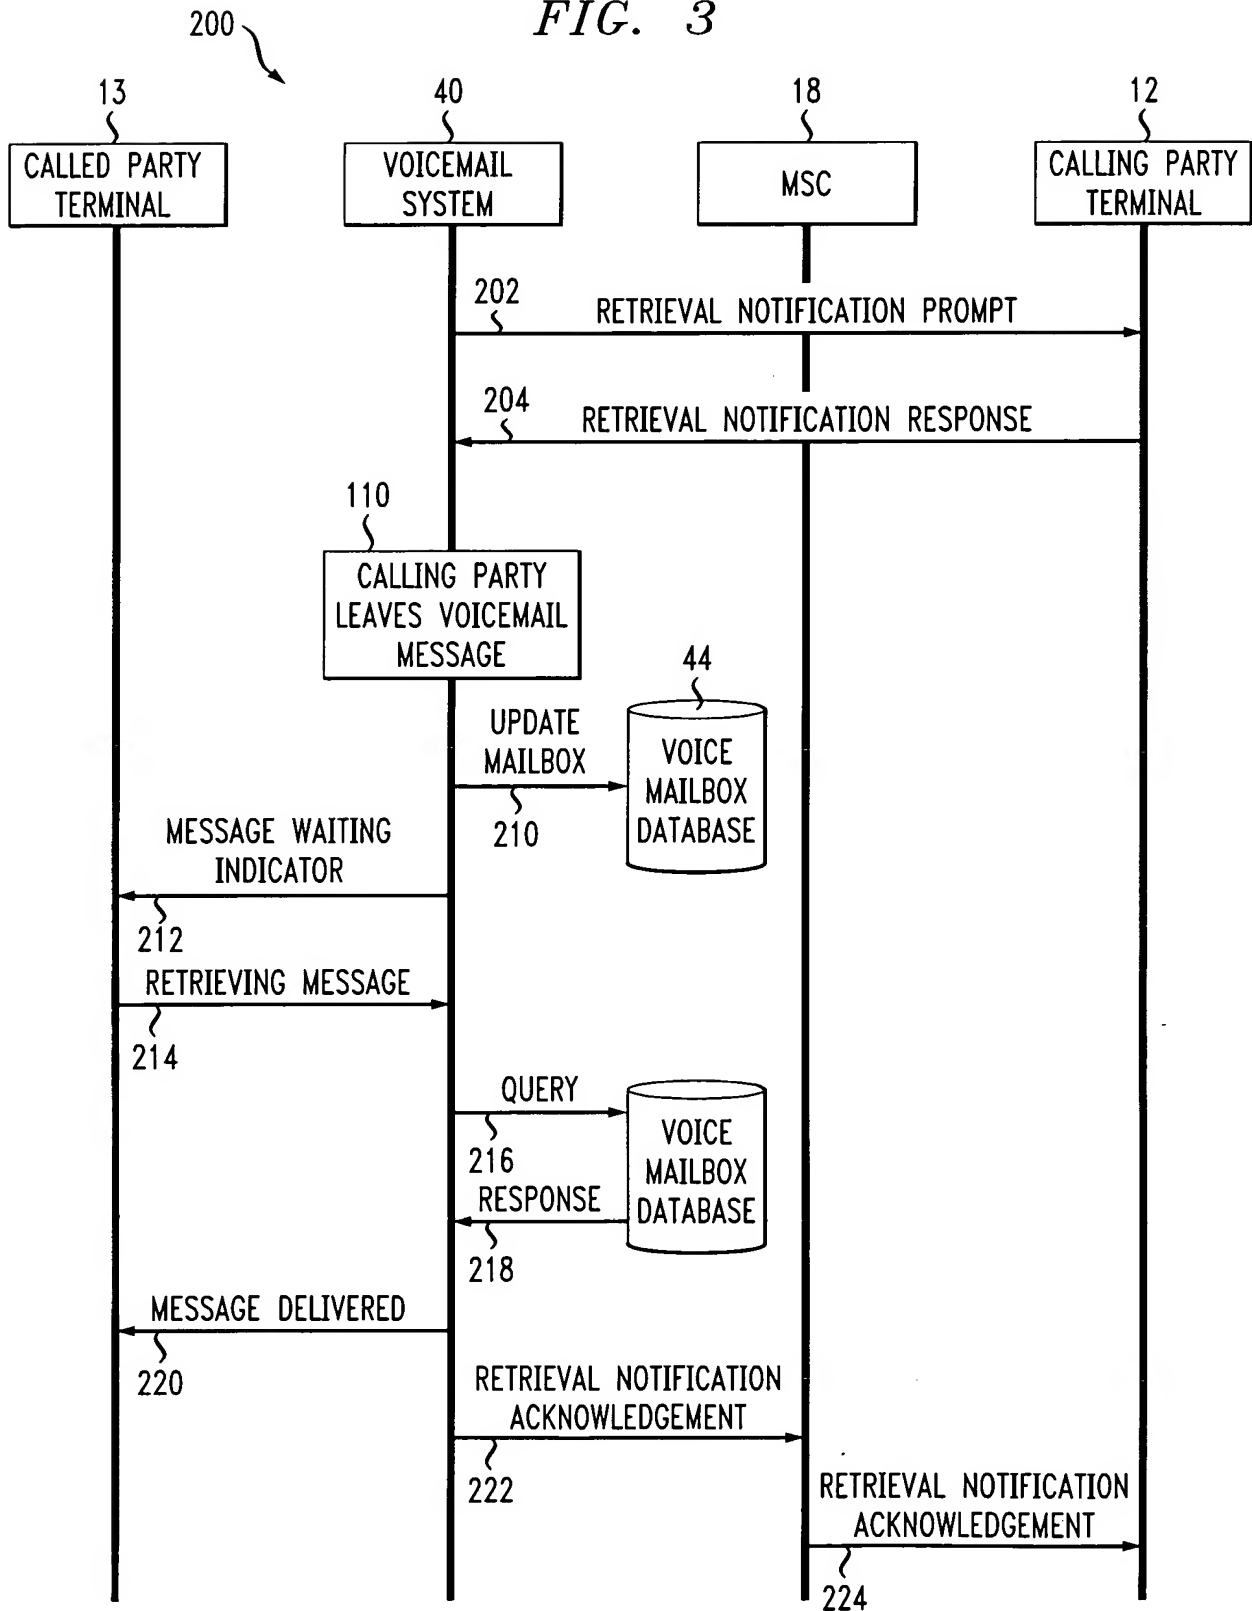 FIG. 3
200
13
40
18
12
CALLED PARTY
TERMINAL
VOICEMAIL
SYSTEM
MSC
CALLING PARTY
TERMINAL
202
RETRIEVAL NOTIFICATION PROMPT
204
RETRIEVAL NOTIFICATION RESPONSE
110
CALLING PARTY
LEAVES VOICEMAIL
MESSAGE
44
UPDATE
MAILBOX
VOICE
MAILBOX
DATABASE
210
MESSAGE WAITING
INDICATOR
212
RETRIEVING MESSAGE
214
QUERY
216
VOICE
MAILBOX
DATABASE
RESPONSE
218
MESSAGE DELIVERED
220
RETRIEVAL NOTIFICATION
ACKNOWLEDGEMENT
222
RETRIEVAL NOTIFICATION
ACKNOWLEDGEMENT
224